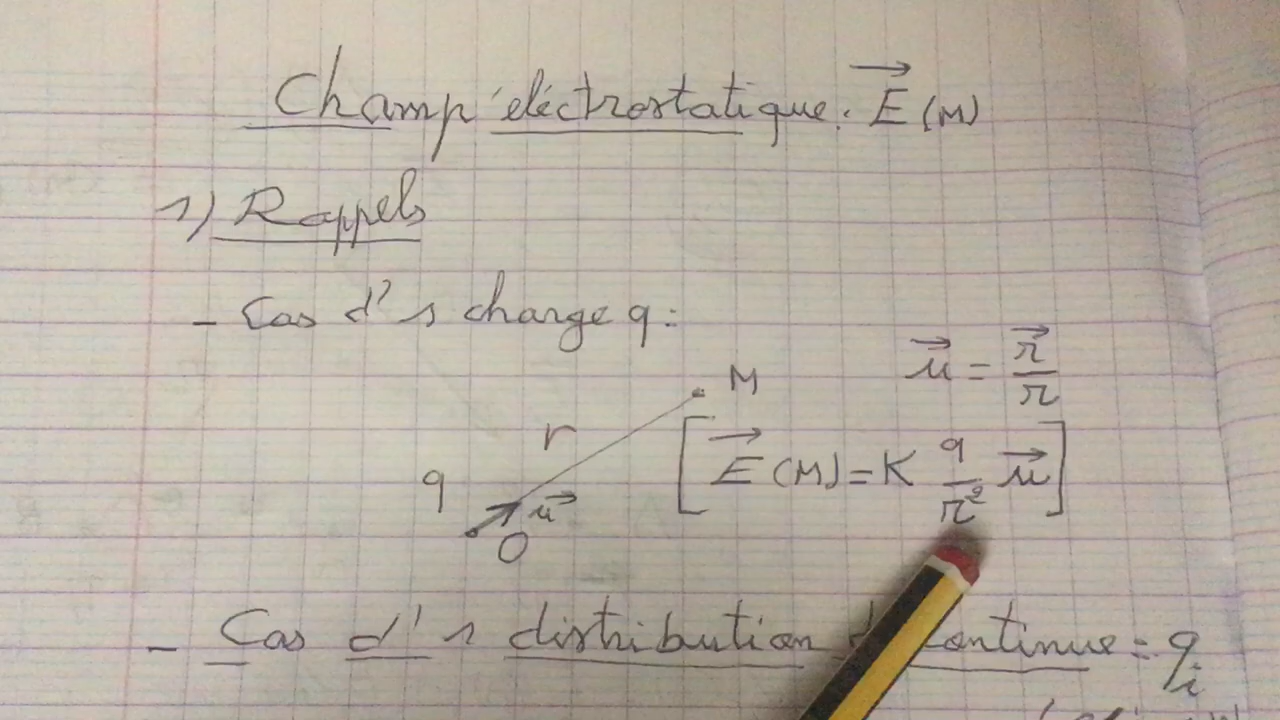 Champ électrostatique. E⃗(M)
1) Rappels
- Cas d'1 charge q :
M
u⃗ = r⃗/r
r
q
[E⃗(M) = K q/r² u⃗]
u⃗
O
- Cas d'1 distribution continue = qi